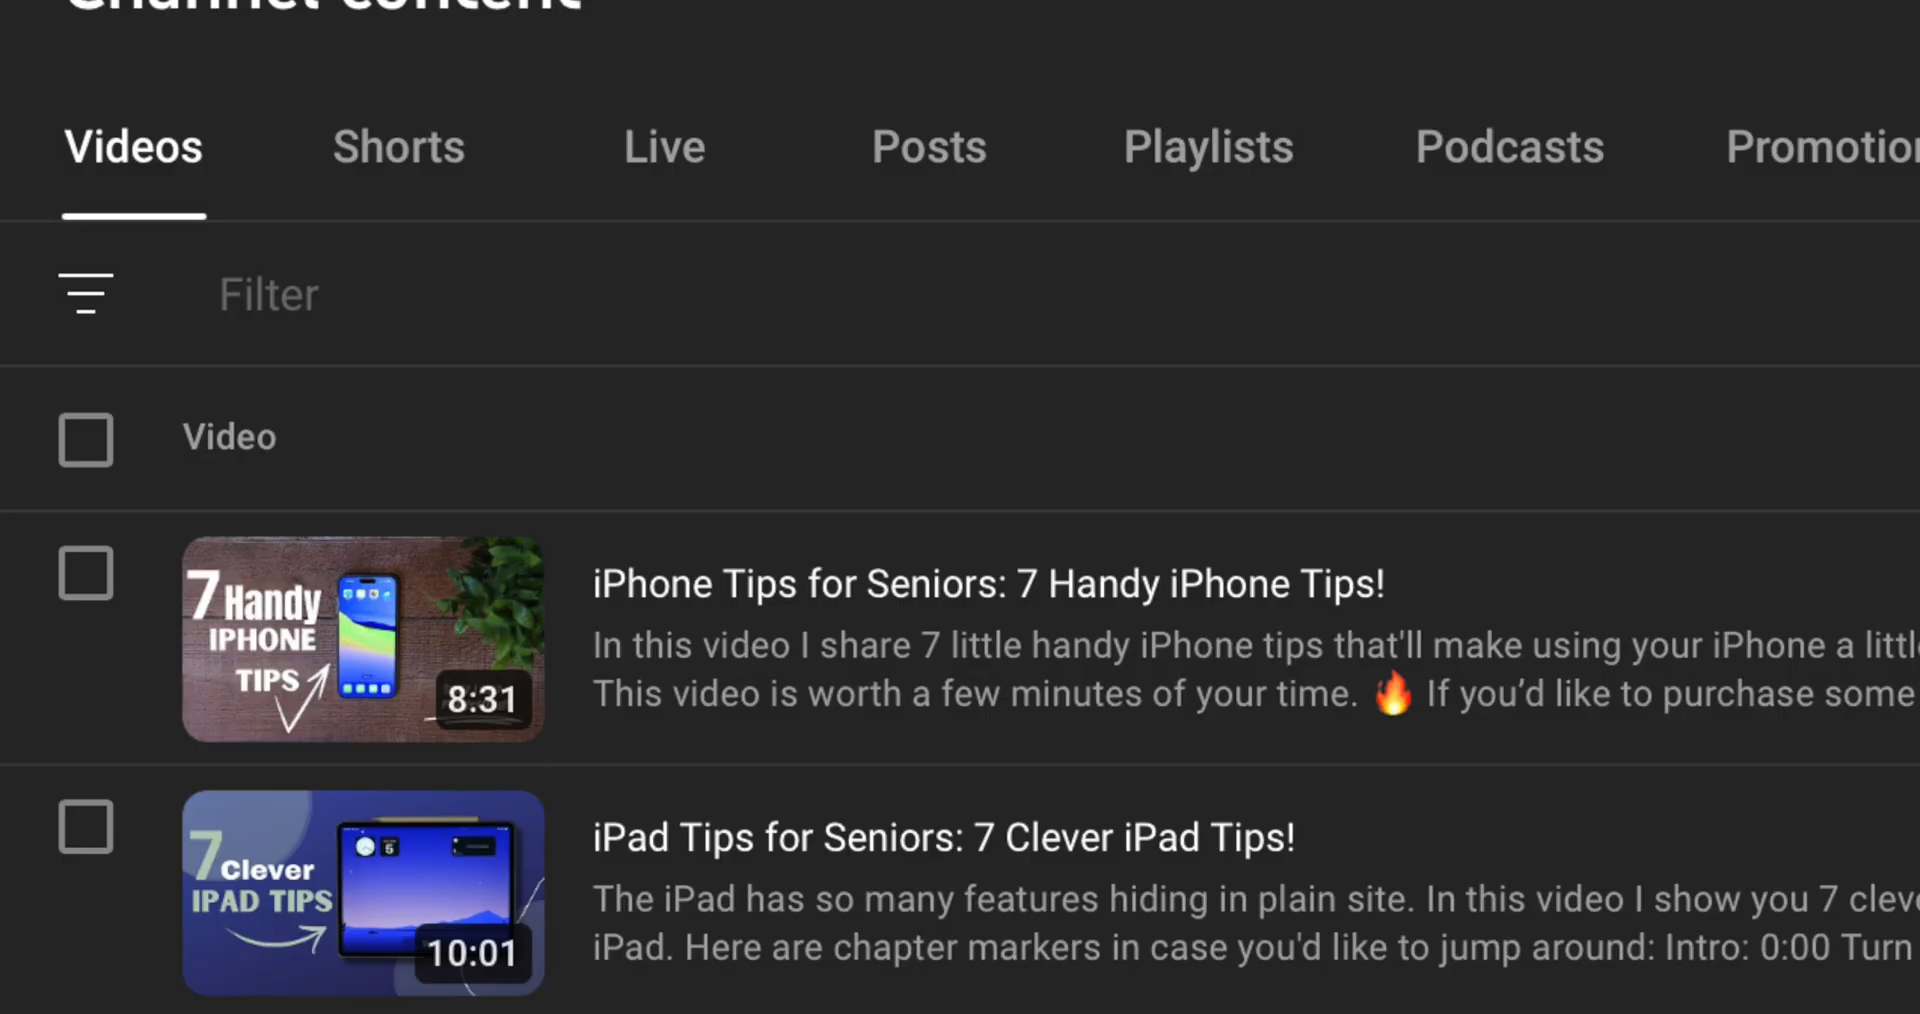 Channel content
Videos Shorts Live Posts Playlists Podcasts
Filter
Video
7 Handy
IPHONE
TIPS
8:31
iPhone Tips for Seniors: 7 Handy iPhone Tips!
In this video I share 7 little handy iPhone tips that'll make using your iPhone a
This video is worth a few minutes of your time. 🔥 If you’d like to purchase some
7 Clever
IPAD TIPS
5
10:01
iPad Tips for Seniors: 7 Clever iPad Tips!
The iPad has so many features hiding in plain site. In this video I show you 7
iPad. Here are chapter markers in case you'd like to jump around: Intro: 0:00 Turn